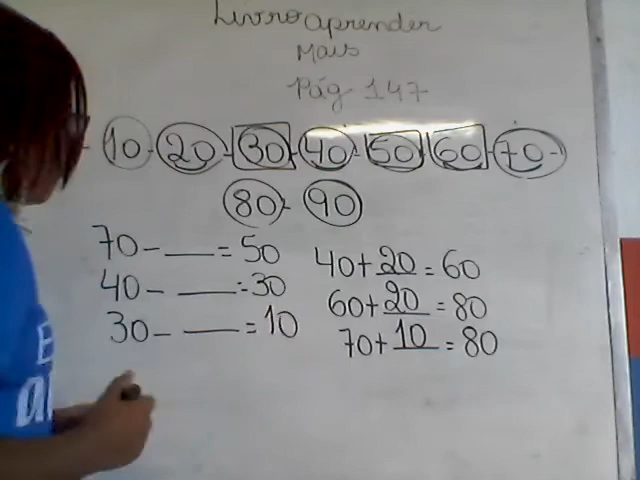 Livro aprender
Mais
Pág 147
10 - 20 - 30 - 40 - 50 - 60 - 70 -
80 - 90
70 - ___ = 50
40 - ___ = 30
30 - ___ = 10
40 + 20 = 60
60 + 20 = 80
70 + 10 = 80